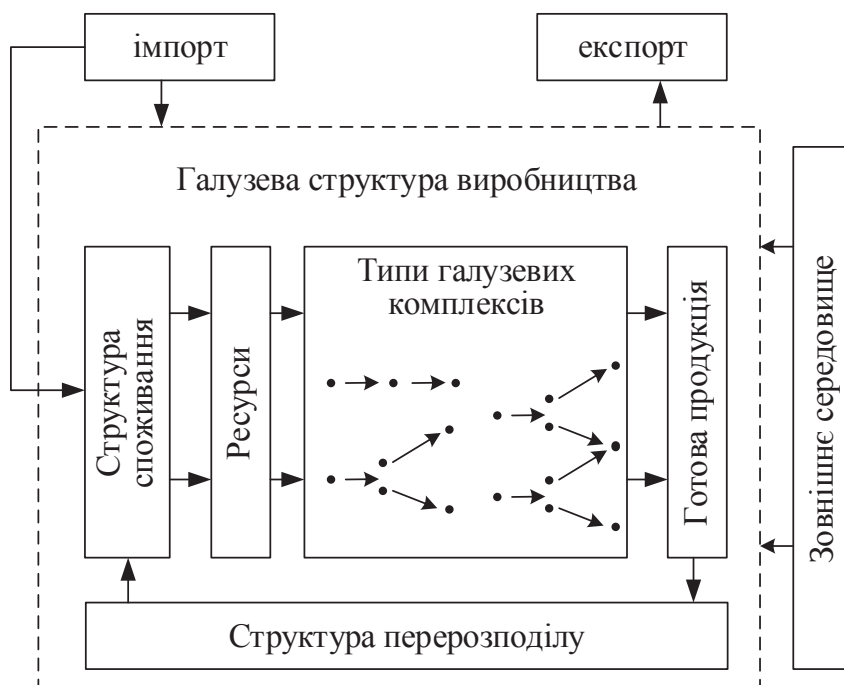 імпорт
експорт
Галузева структура виробництва
Структура
споживання
Ресурси
Типи галузевих
комплексів
Готова продукція
Зовнішнє середовище
Структура перерозподілу